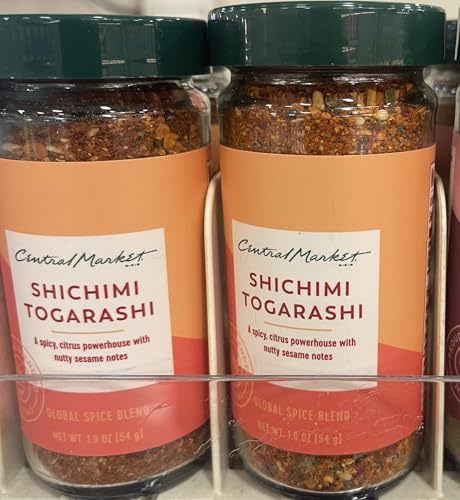 Central Market
SHICHIMI
TOGARASHI
A spicy, citrus powerhouse with
nutty sesame notes
GLOBAL SPICE BLEND
NET WT. 1.9 OZ (54 g)
Central Market
SHICHIMI
TOGARASHI
A spicy, citrus powerhouse with
nutty sesame notes
GLOBAL SPICE BLEND
NET WT. 1.9 OZ (54 g)